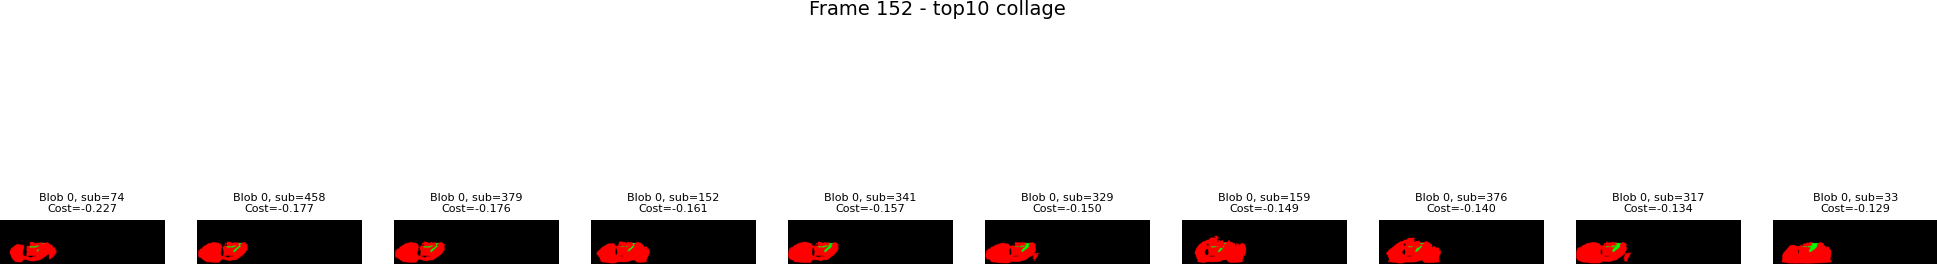 Frame 152 - top10 collage
Blob 0, sub=74
Cost=-0.227
Blob 0, sub=458
Cost=-0.177
Blob 0, sub=379
Cost=-0.176
Blob 0, sub=152
Cost=-0.161
Blob 0, sub=341
Cost=-0.157
Blob 0, sub=329
Cost=-0.150
Blob 0, sub=159
Cost=-0.149
Blob 0, sub=376
Cost=-0.140
Blob 0, sub=317
Cost=-0.134
Blob 0, sub=33
Cost=-0.129